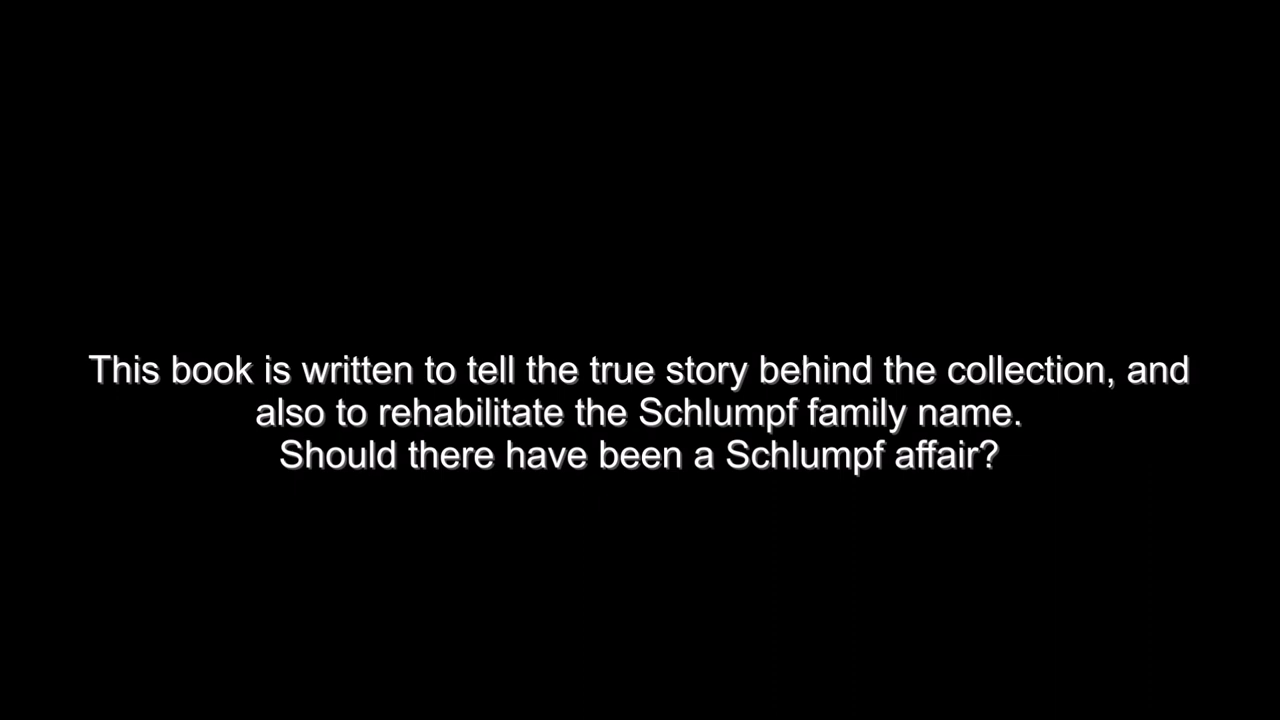 This book is written to tell the true story behind the collection, and
also to rehabilitate the Schlumpf family name.
Should there have been a Schlumpf affair?